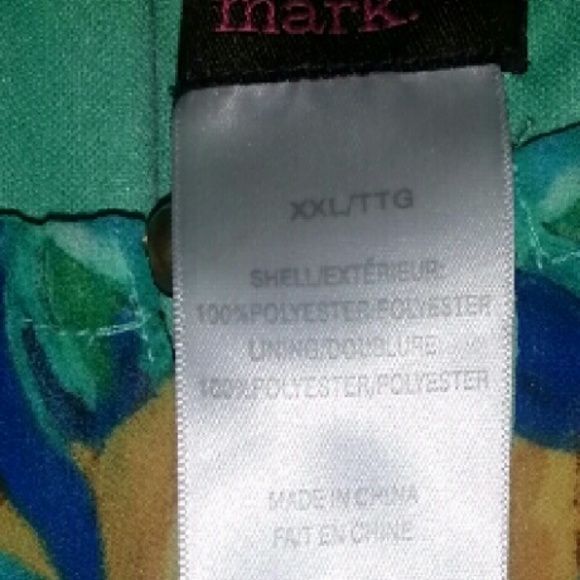 mark.
XXL/TTG
SHELL/EXTÉRIEUR:
100%POLYESTER/POLYESTER
LINING/DOUBLURE
100%POLYESTER/POLYESTER
MADE IN CHINA
FAIT EN CHINE